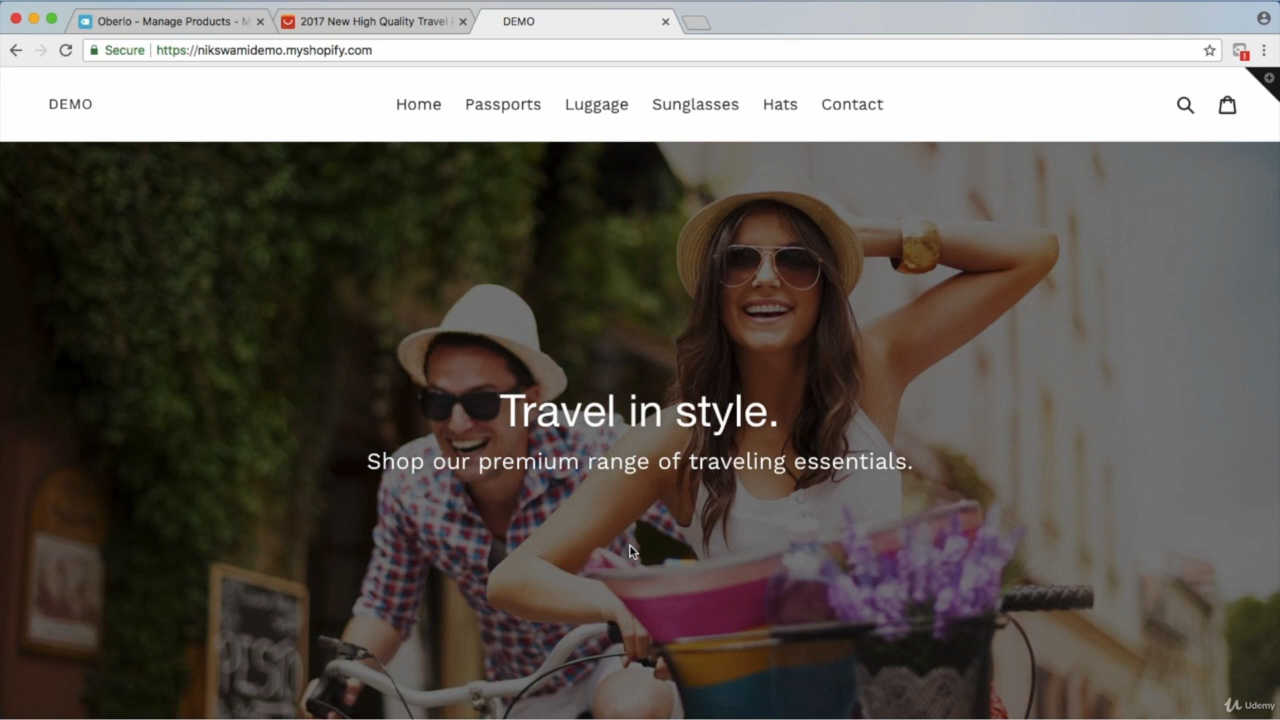 Oberlo - Manage Products - M
2017 New High Quality Travel
DEMO
Secure https://nikswamidemo.myshopify.com
DEMO
Home Passports Luggage Sunglasses Hats Contact
Travel in style.
Shop our premium range of traveling essentials.
Udemy